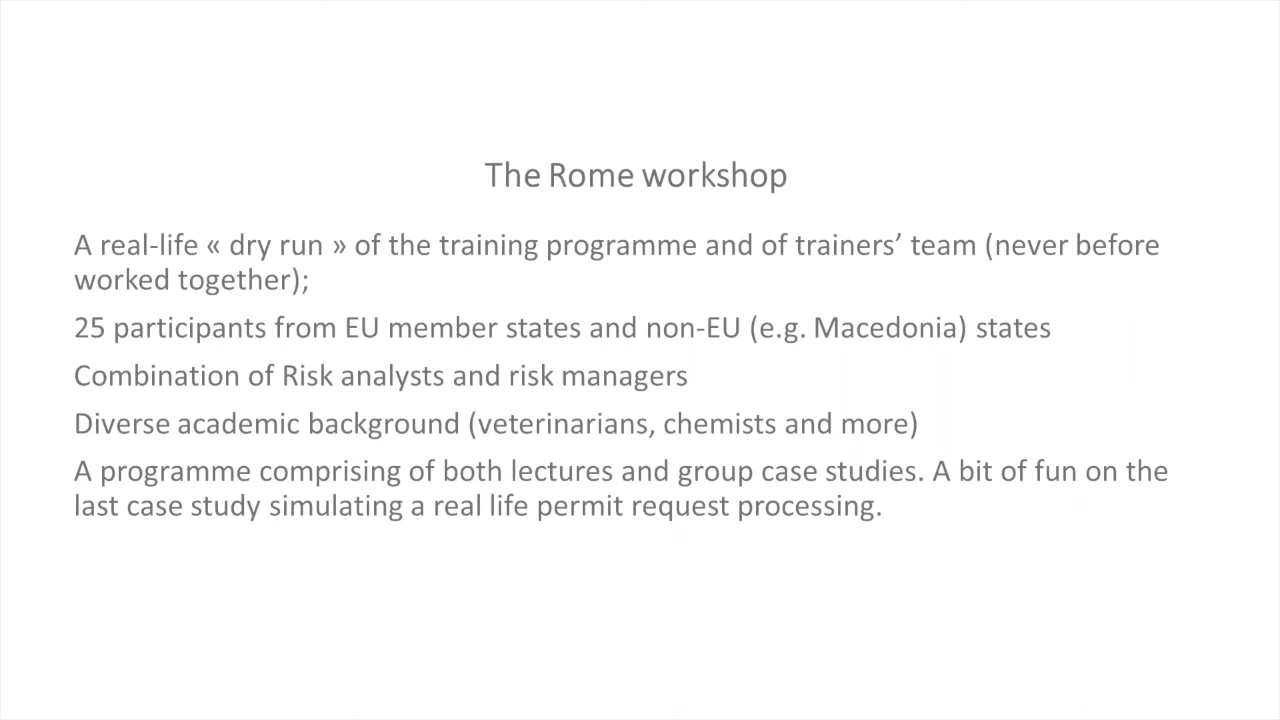 The Rome workshop
A real-life « dry run » of the training programme and of trainers’ team (never before
worked together);
25 participants from EU member states and non-EU (e.g. Macedonia) states
Combination of Risk analysts and risk managers
Diverse academic background (veterinarians, chemists and more)
A programme comprising of both lectures and group case studies. A bit of fun on the
last case study simulating a real life permit request processing.